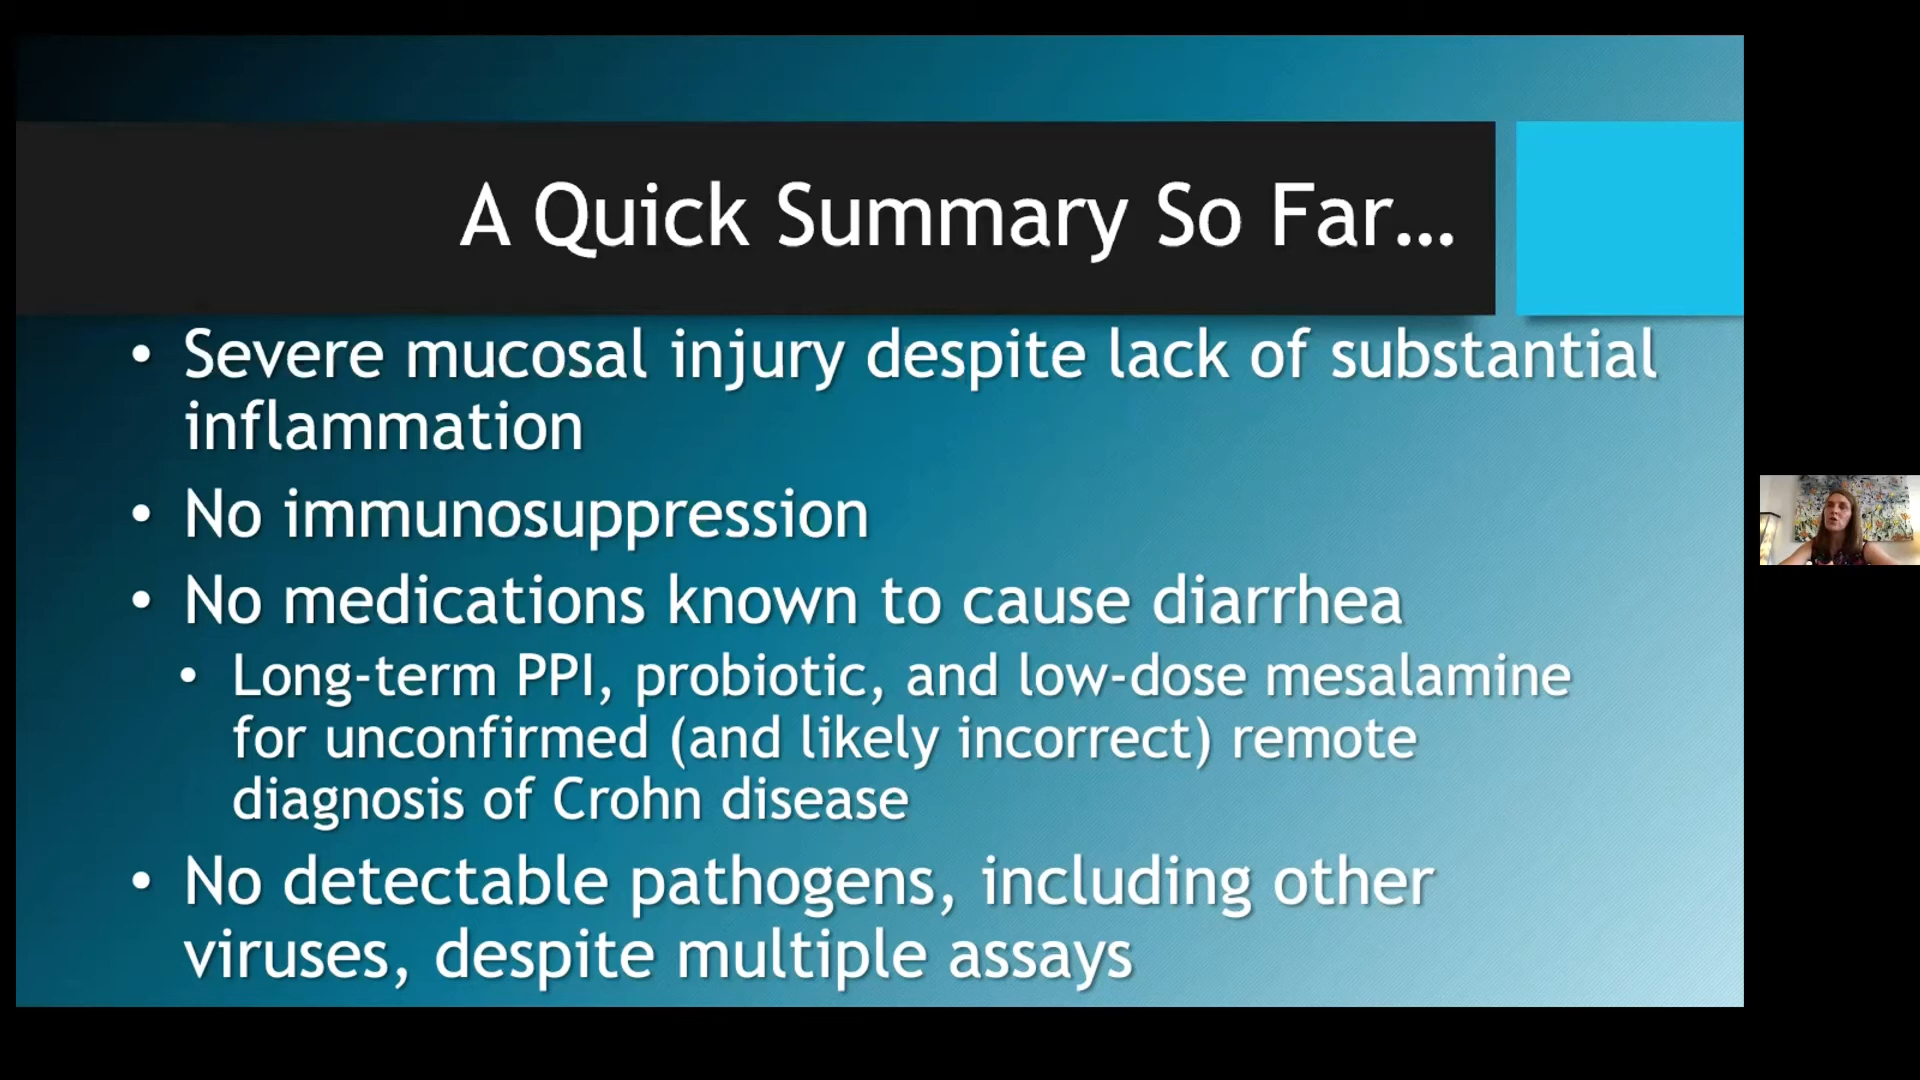 A Quick Summary So Far...
• Severe mucosal injury despite lack of substantial
inflammation
• No immunosuppression
• No medications known to cause diarrhea
• Long-term PPI, probiotic, and low-dose mesalamine
for unconfirmed (and likely incorrect) remote
diagnosis of Crohn disease
• No detectable pathogens, including other
viruses, despite multiple assays